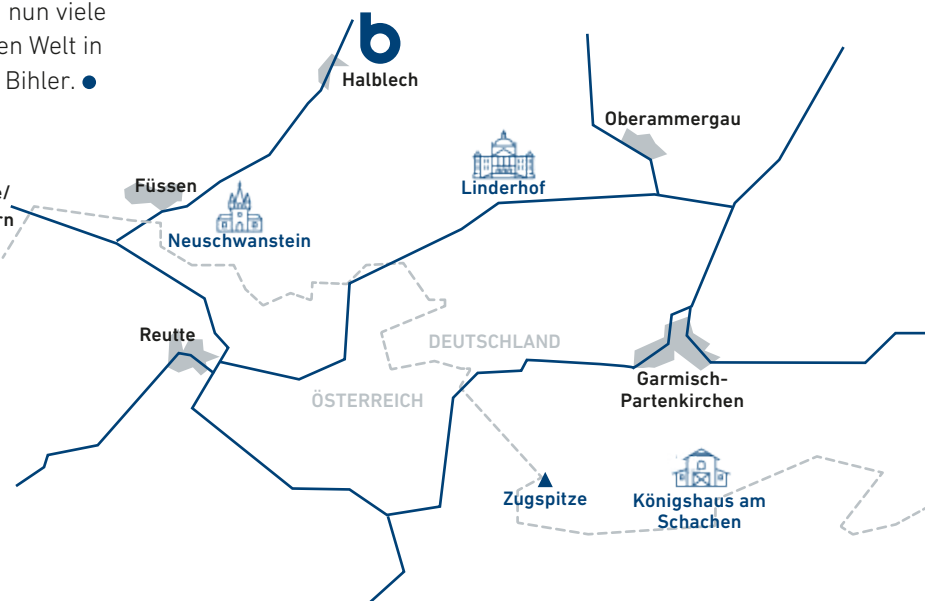 nun viele
en Welt in
Bihler.
b
Halblech
Oberammergau
Linderhof
Füssen
/
rn
Neuschwanstein
Reutte
DEUTSCHLAND
ÖSTERREICH
Garmisch-
Partenkirchen
Zugspitze
Königshaus am
Schachen